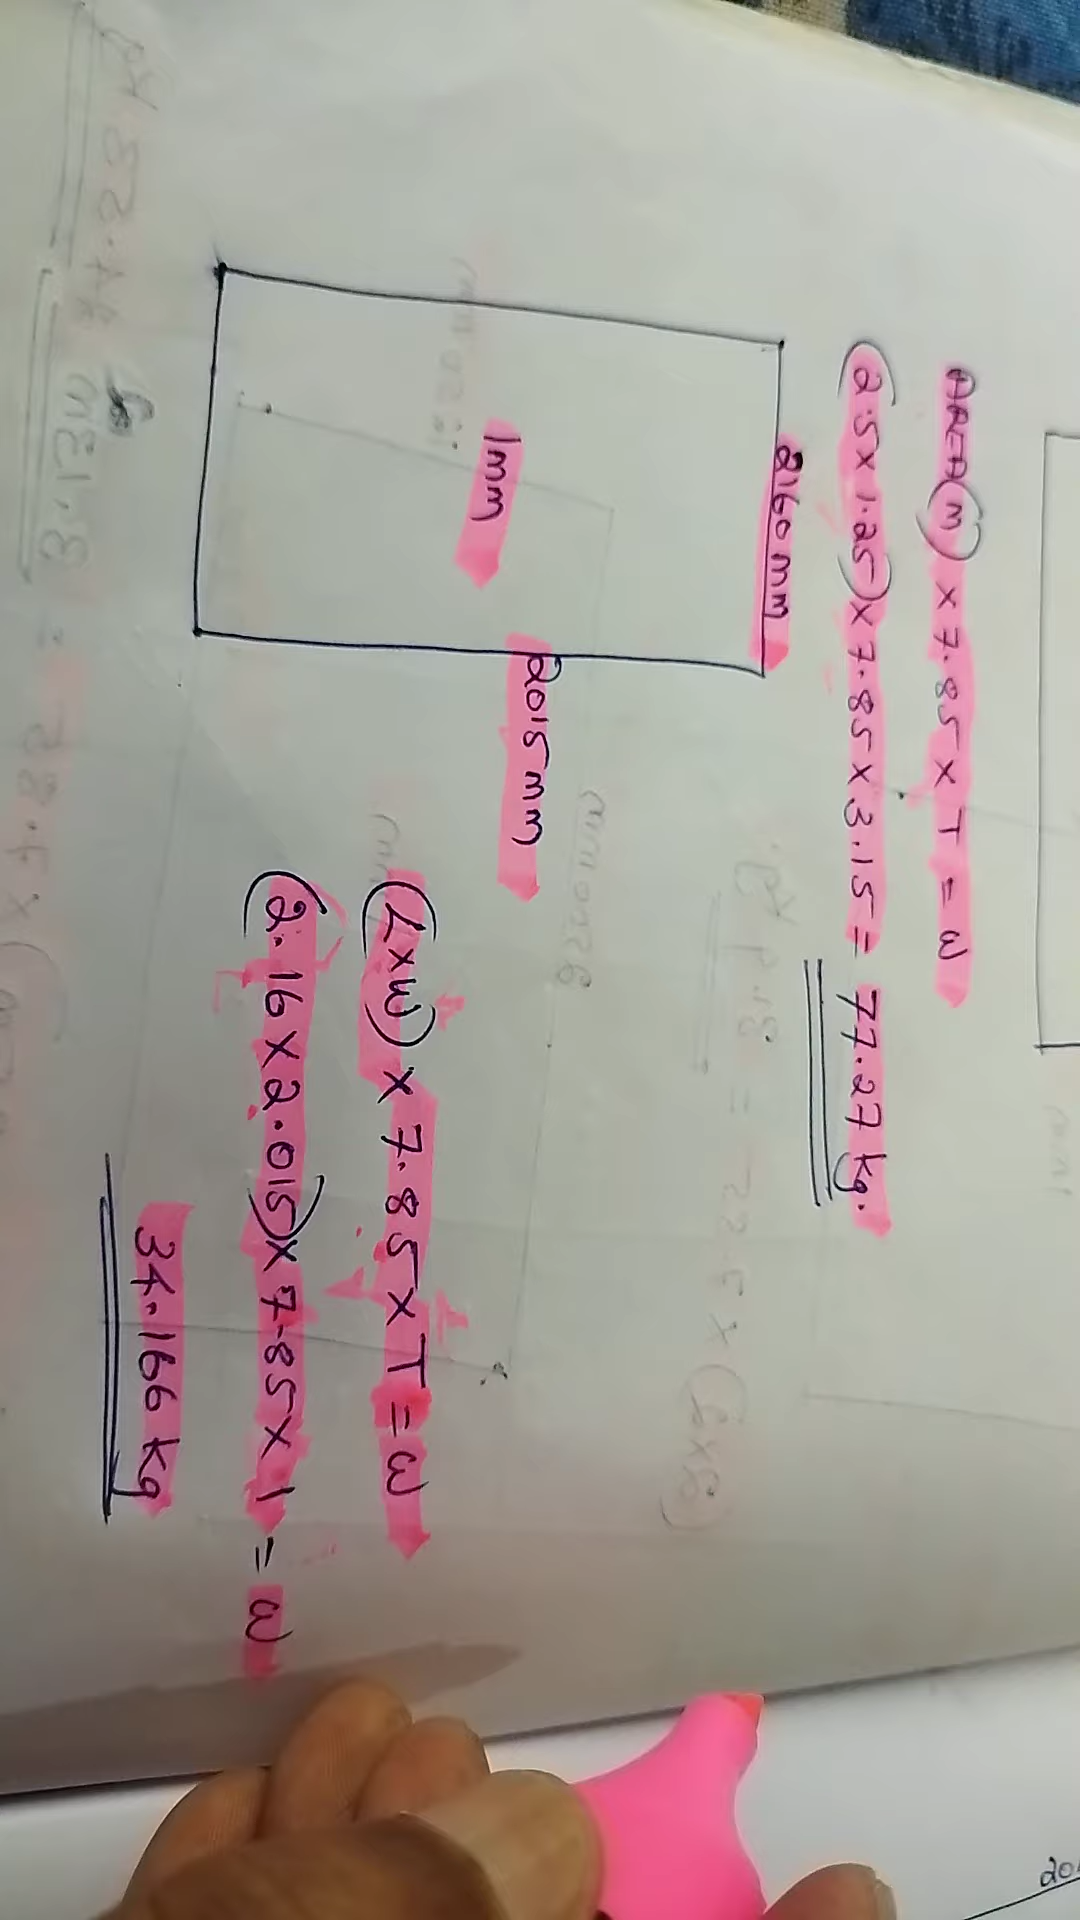 AREA(m) x 7.85 x T = W
(2.5 x 1.25) x 7.85 x 3.15 = 77.27 kg.
2160 mm
1mm
2015 mm
(L x W) x 7.85 x T = W
(2.16 x 2.015) x 7.85 x 1 = W
34.166 kg